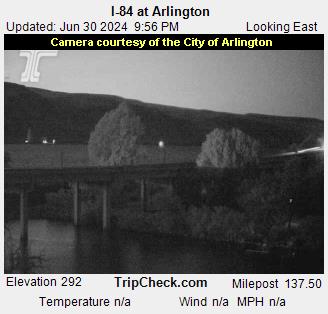 I-84 at Arlington
Updated: Jun 30 2024 9:56 PM Looking East
Camera courtesy of the City of Arlington
Elevation 292 TripCheck.com Milepost 137.50
Temperature n/a Wind n/a MPH n/a